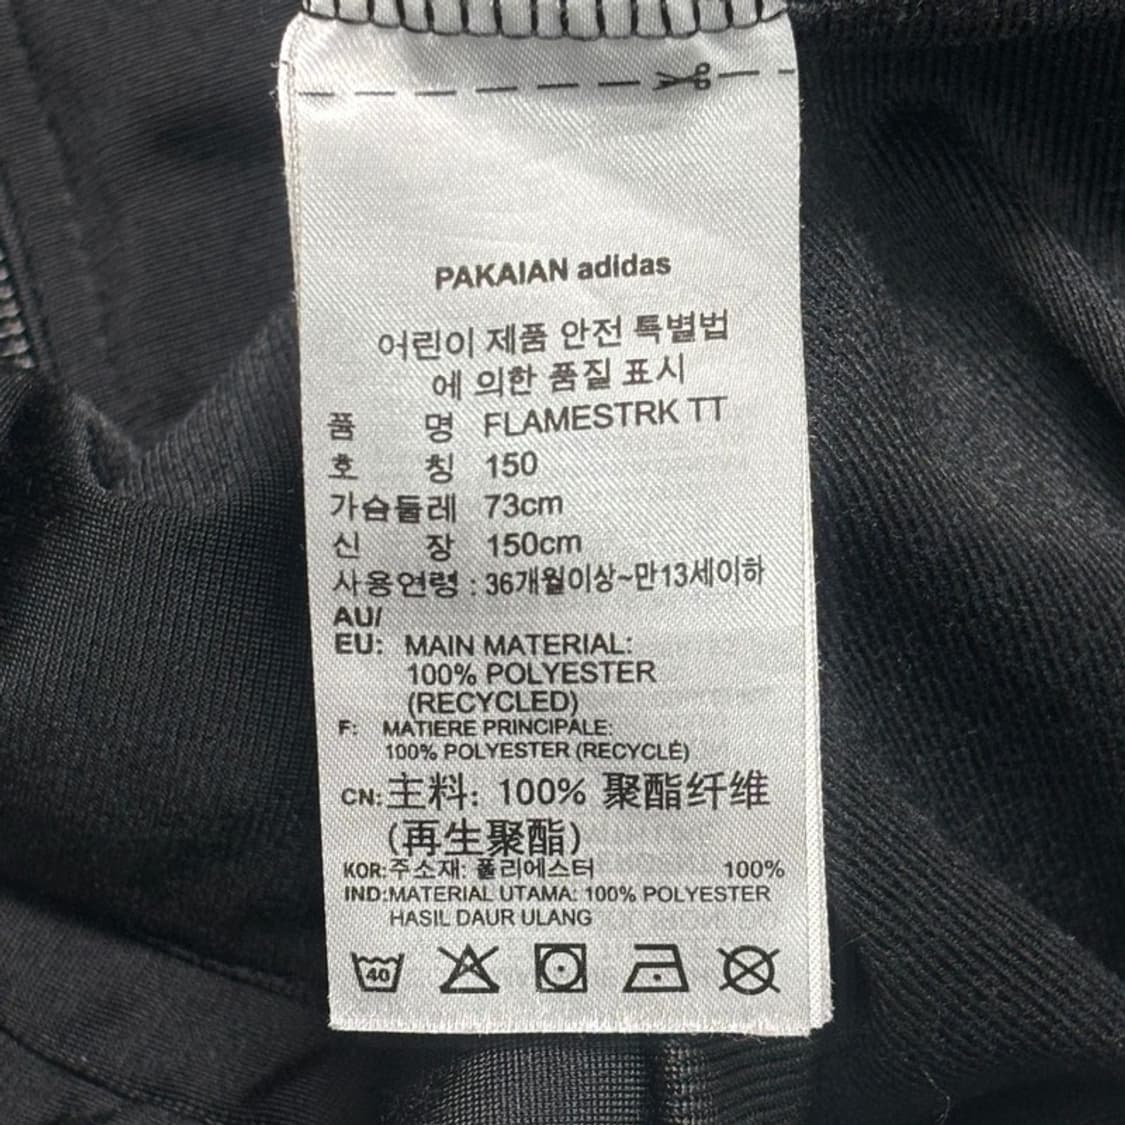 PAKAIAN adidas
어린이 제품 안전 특별법
에 의한 품질 표시
품 명 FLAMESTRK TT
호 칭 150
가슴둘레 73cm
신 장 150cm
사용연령 : 36개월이상~만13세이하
AU/
EU: MAIN MATERIAL:
100% POLYESTER
(RECYCLED)
F: MATIERE PRINCIPALE:
100% POLYESTER (RECYCLÉ)
CN: 主料: 100% 聚酯纤维
(再生聚酯)
KOR:주소재: 폴리에스터 100%
IND:MATERIAL UTAMA: 100% POLYESTER
HASIL DAUR ULANG
40